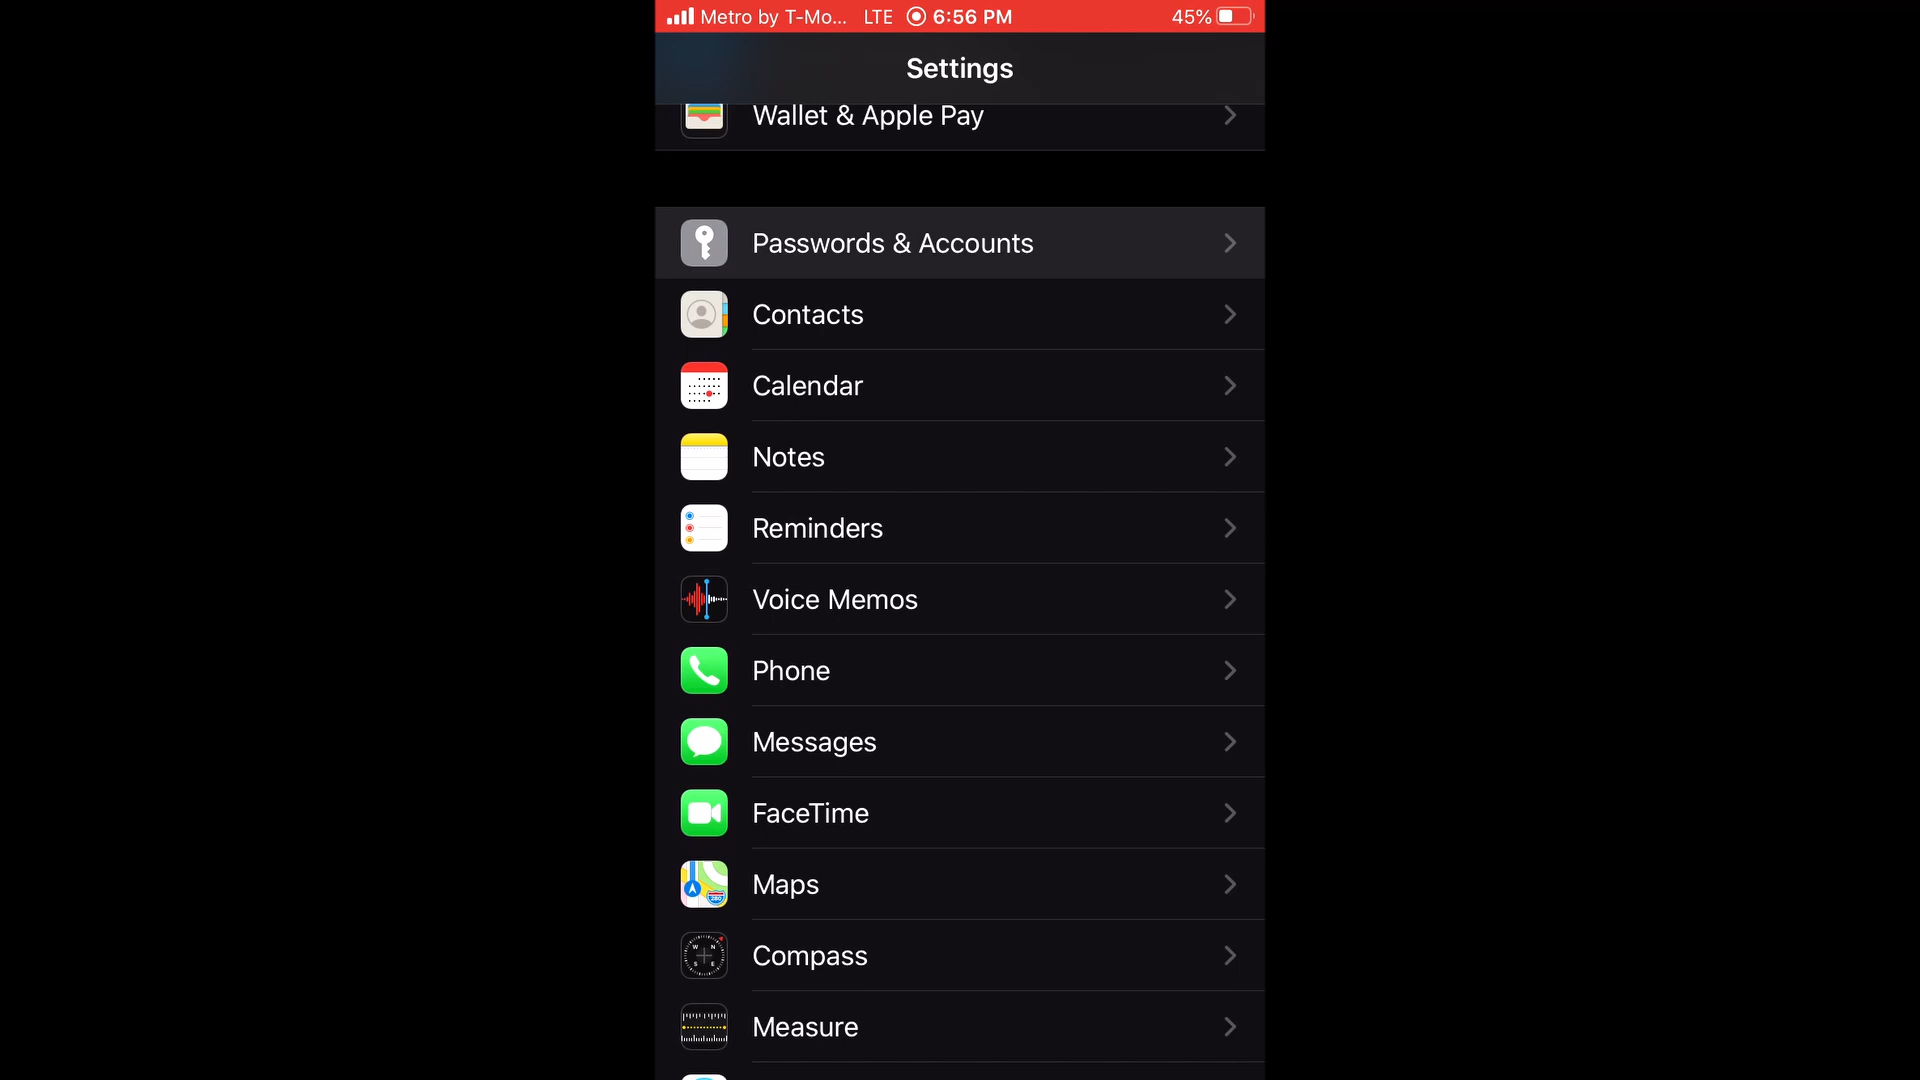 Metro by T-Mo... LTE 6:56 PM 45%
Settings
Wallet & Apple Pay
Passwords & Accounts
Contacts
Calendar
Notes
Reminders
Voice Memos
Phone
Messages
FaceTime
Maps
Compass
Measure